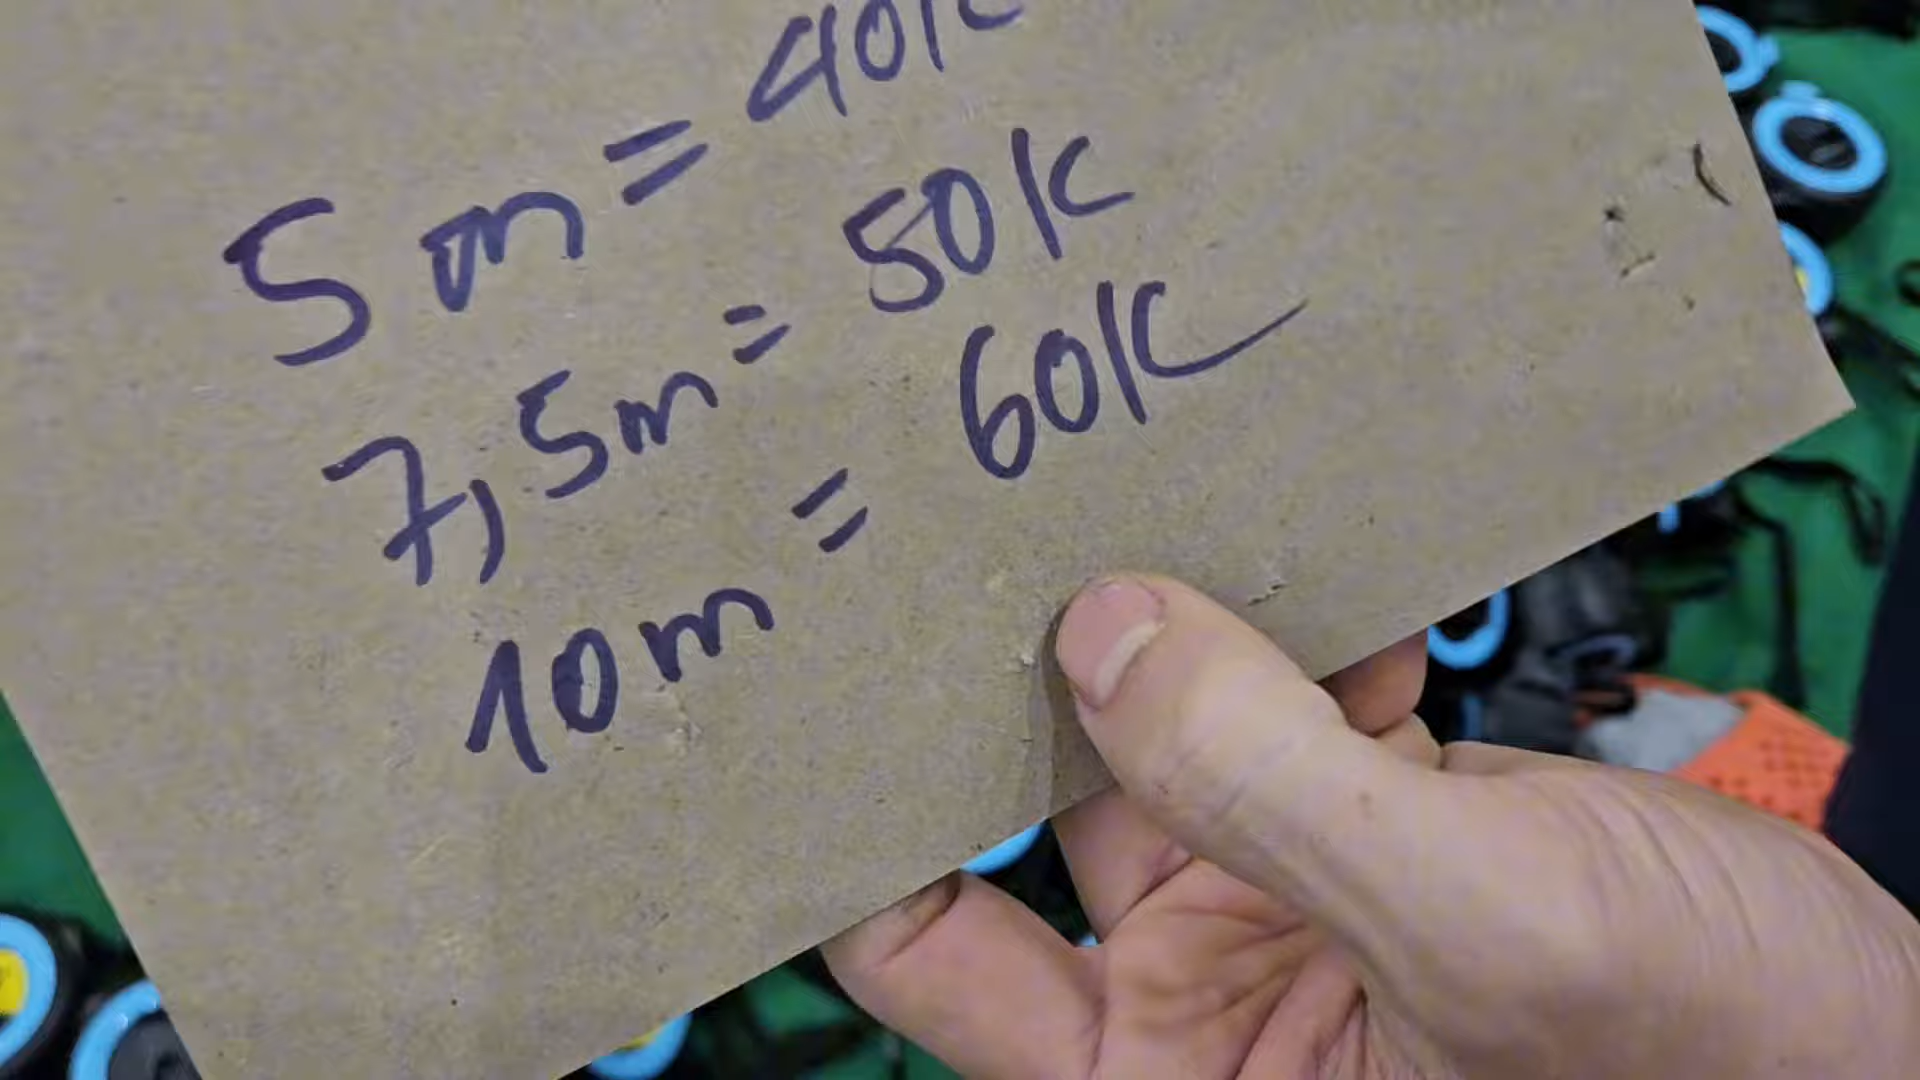 5m = 40K
7,5m = 50K
10m = 60K